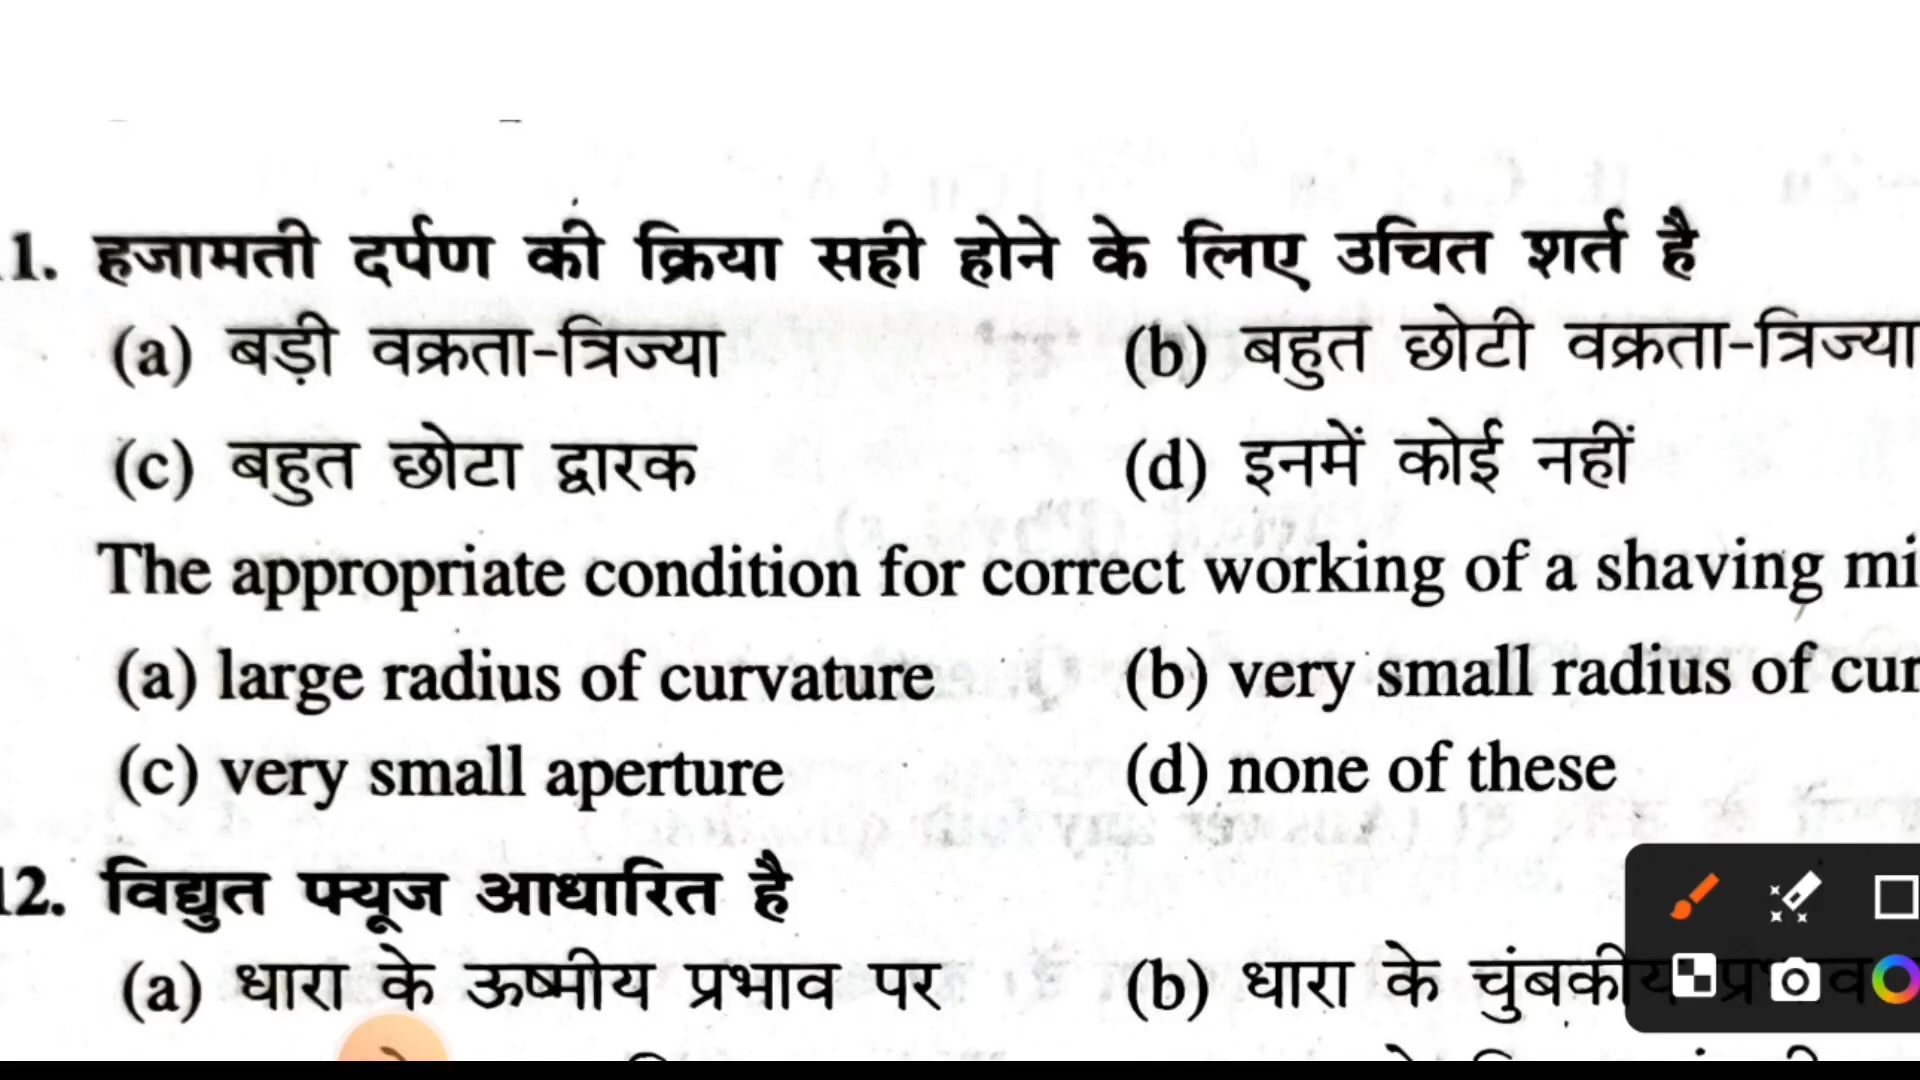 1. हजामती दर्पण की क्रिया सही होने के लिए उचित शर्त है
(a) बड़ी वक्रता-त्रिज्या (b) बहुत छोटी वक्रता-त्रिज्या
(c) बहुत छोटा द्वारक (d) इनमें कोई नहीं
The appropriate condition for correct working of a shaving mi
(a) large radius of curvature (b) very small radius of cur
(c) very small aperture (d) none of these
12. विद्युत फ्यूज आधारित है
(a) धारा के ऊष्मीय प्रभाव पर (b) धारा के चुंबकीय प्रभाव